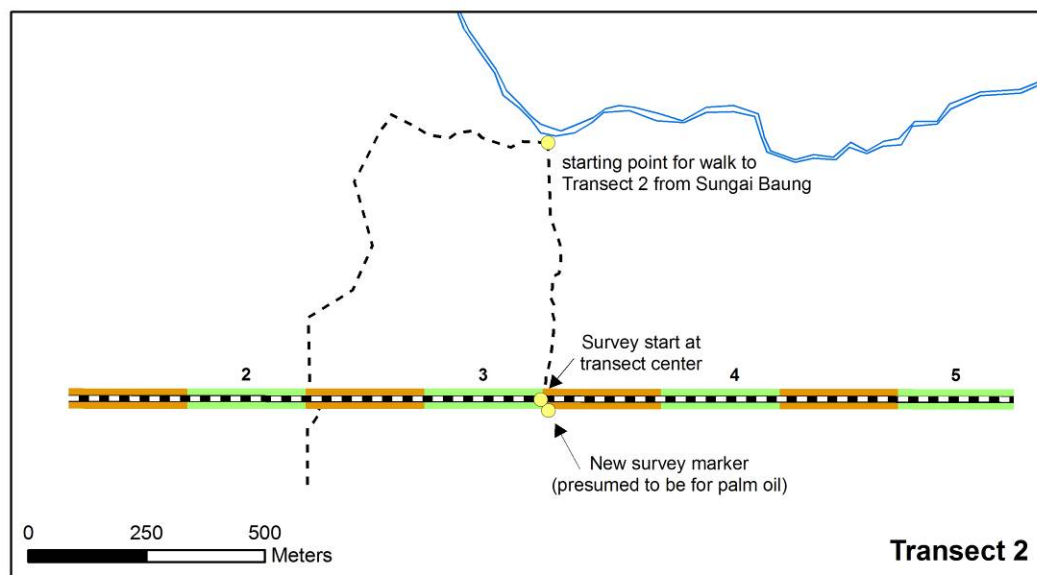 starting point for walk to
Transect 2 from Sungai Baung
Survey start at
transect center
2
3
4
5
New survey marker
(presumed to be for palm oil)
0
250
500
Meters
Transect 2